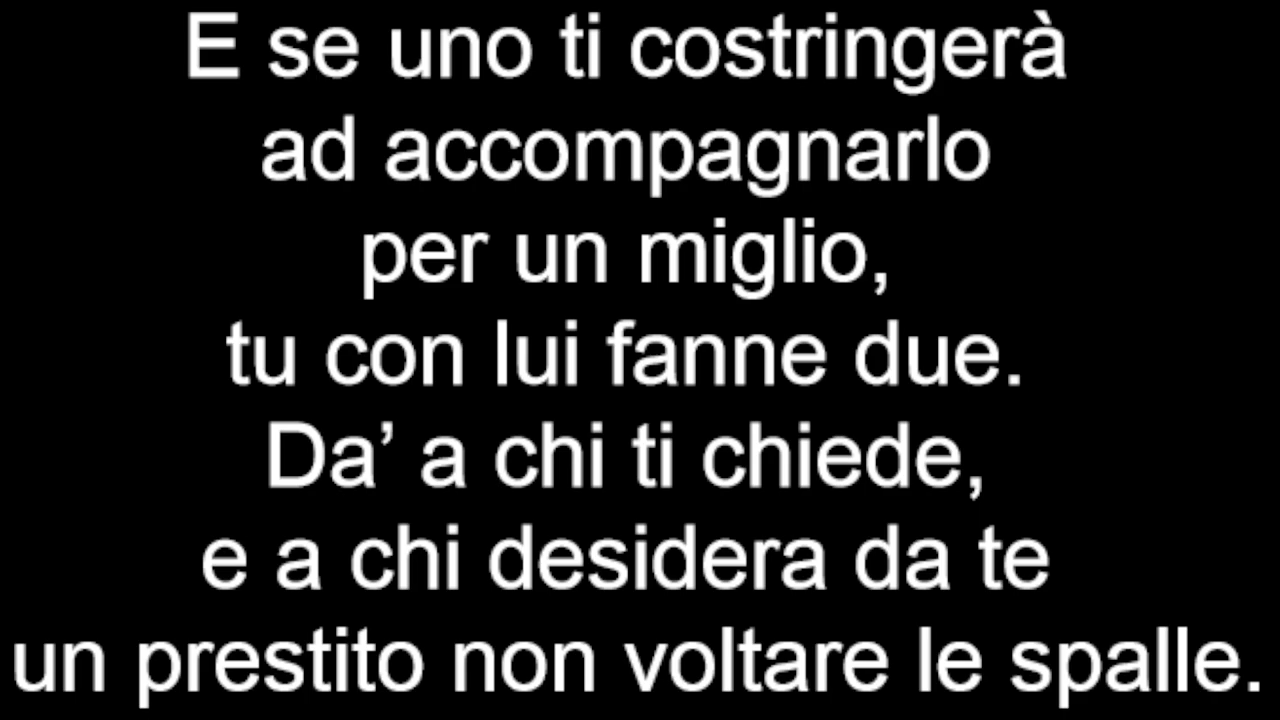 E se uno ti costringerà
ad accompagnarlo
per un miglio,
tu con lui fanne due.
Da’ a chi ti chiede,
e a chi desidera da te
un prestito non voltare le spalle.